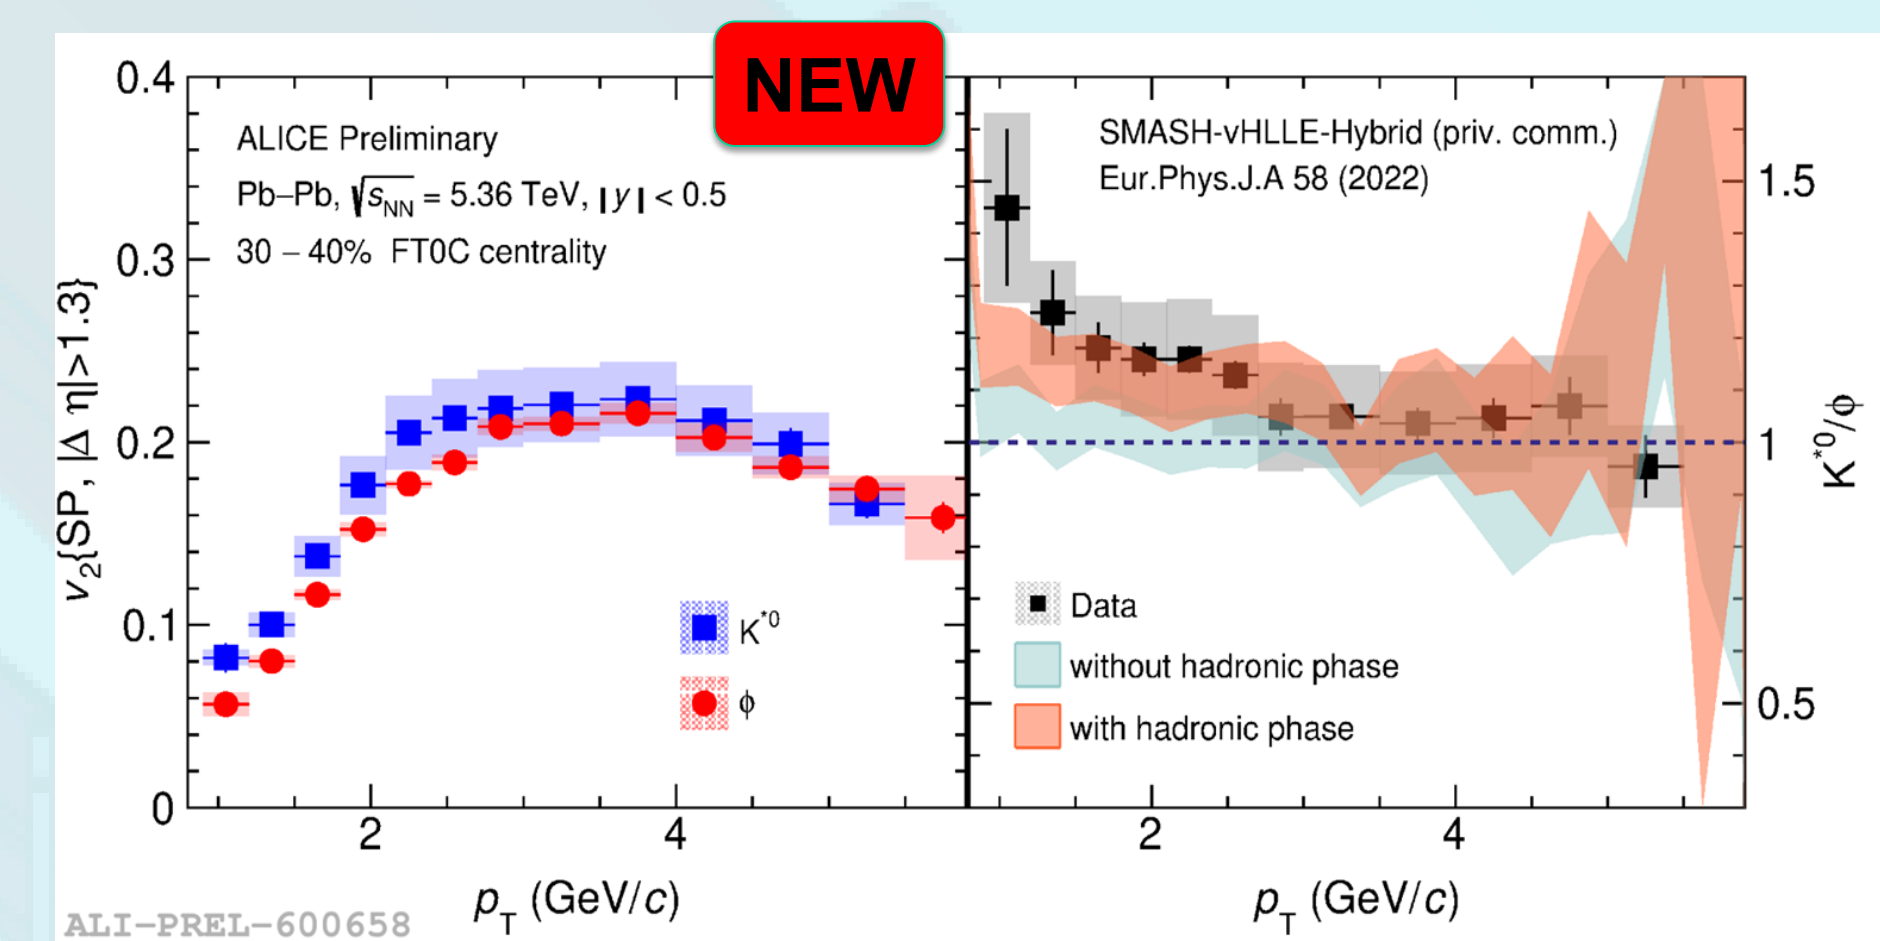 NEW
0.4
0.3
0.2
0.1
0
v2{SP, |Δ η|>1.3}
ALICE Preliminary
Pb–Pb, √sNN = 5.36 TeV, |y| < 0.5
30 – 40% FT0C centrality
K*0
ϕ
2
4
pT (GeV/c)
ALI−PREL−600658
SMASH-vHLLE-Hybrid (priv. comm.)
Eur.Phys.J.A 58 (2022)
Data
without hadronic phase
with hadronic phase
2
4
pT (GeV/c)
1.5
1
0.5
K*0/ϕ